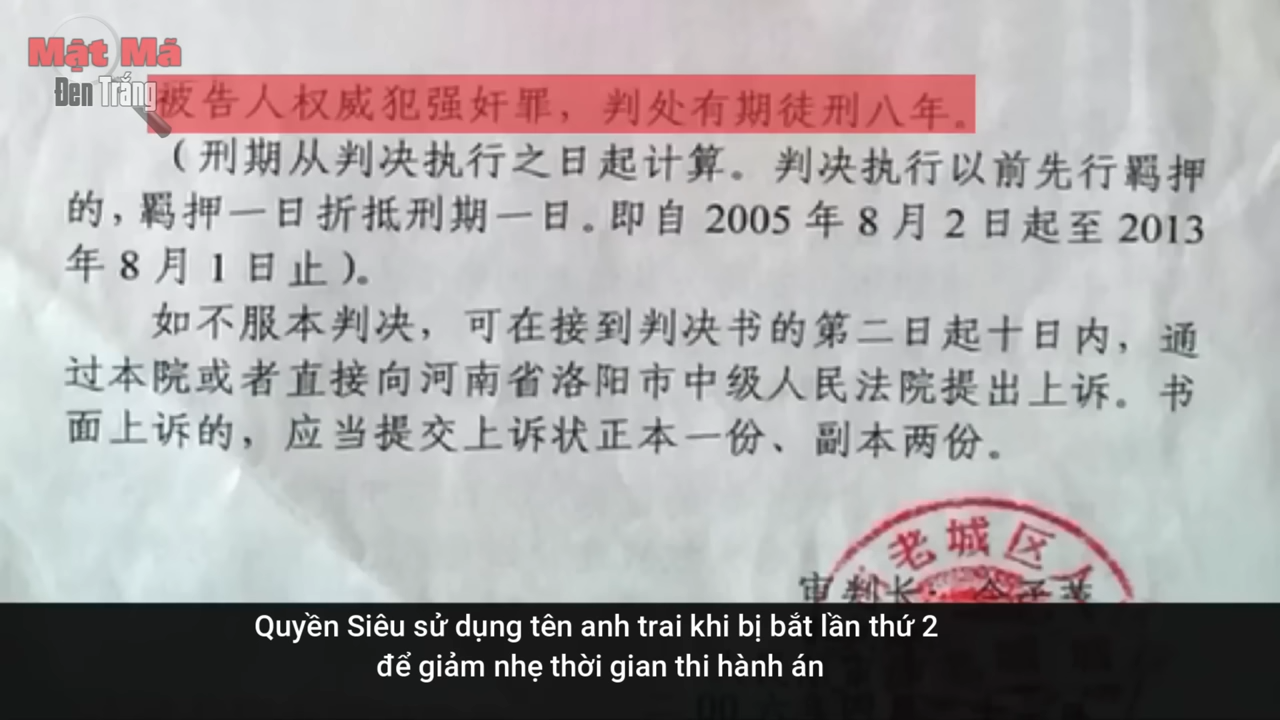 Mật Mã
Đen Trắng
被告人权威犯强奸罪，判处有期徒刑八年。
（刑期从判决执行之日起计算。判决执行以前先行羁押
的，羁押一日折抵刑期一日。即自 2005 年 8 月 2 日起至 2013
年 8 月 1 日止）。
如不服本判决，可在接到判决书的第二日起十日内，通
过本院或者直接向河南省洛阳市中级人民法院提出上诉。书
面上诉的，应当提交上诉状正本一份、副本两份。
老城区人
审判长
Quyền Siêu sử dụng tên anh trai khi bị bắt lần thứ 2
để giảm nhẹ thời gian thi hành án